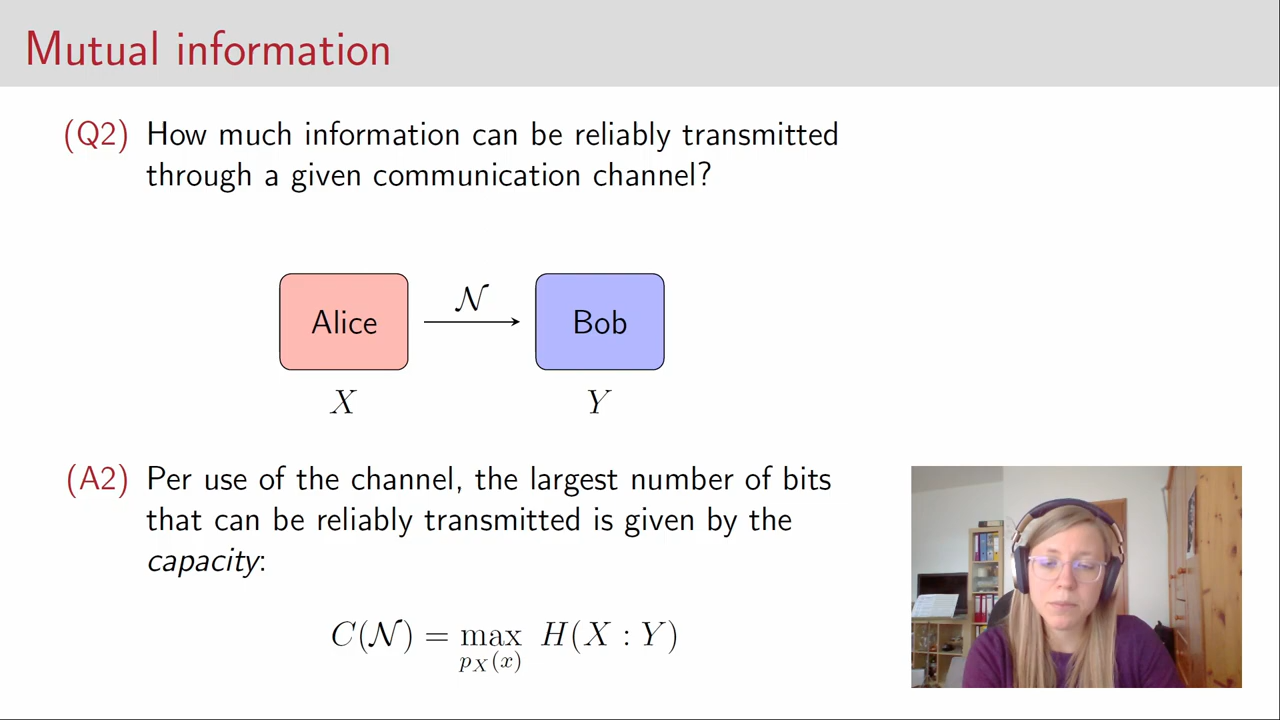 Mutual information
(Q2) How much information can be reliably transmitted
through a given communication channel?
Alice
𝒩
Bob
X
Y
(A2) Per use of the channel, the largest number of bits
that can be reliably transmitted is given by the
capacity:
C(𝒩) = max H(X : Y)
p_X(x)